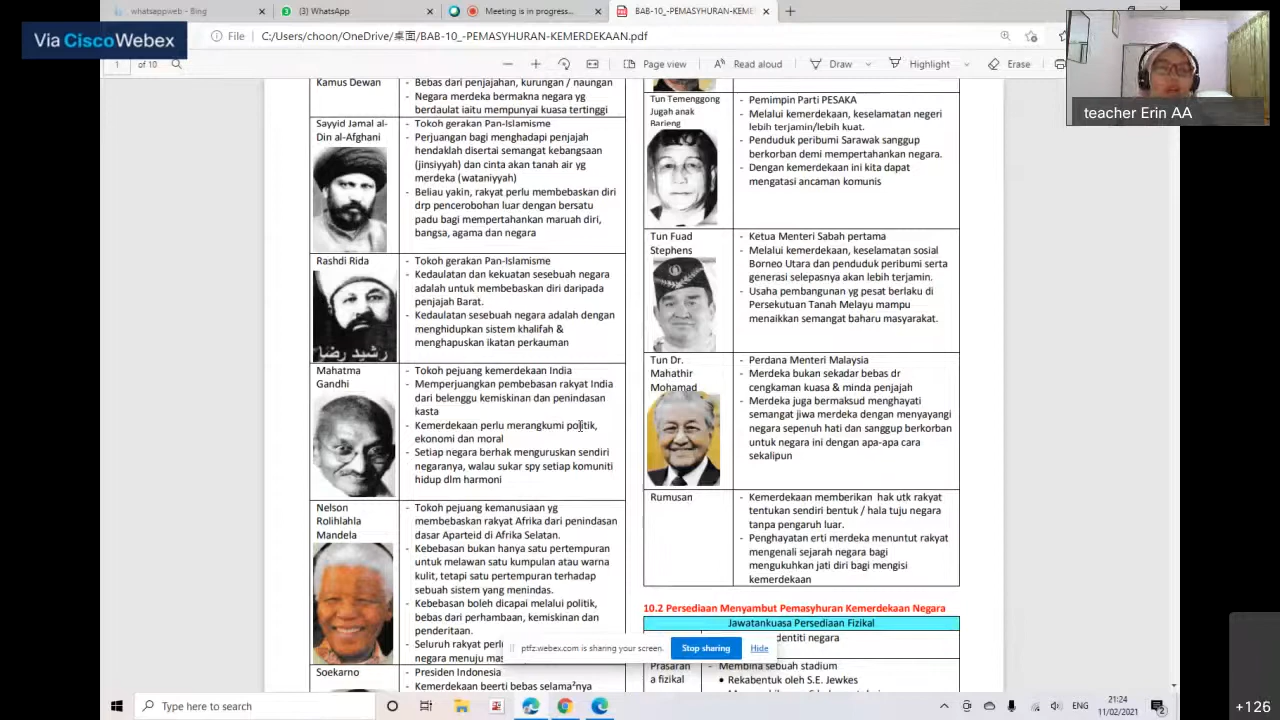 whatsappweb - Bing
WhatsApp
Meeting is in progress...
BAB-10_-PEMASYHURAN-KEME
Via Cisco Webex
File
C:/Users/choon/OneDrive/桌面/BAB-10_-PEMASYHURAN-KEMERDEKAAN.pdf
1 of 10
Page view
Read aloud
Draw
Highlight
Erase
teacher Erin AA
Kamus Dewan
- Bebas dari penjajahan, kurungan / naungan
- Negara merdeka bermakna negara yg
berdaulat iaitu mempunyai kuasa tertinggi
Sayyid Jamal al-
Din al-Afghani
- Tokoh gerakan Pan-Islamisme
- Perjuangan bagi menghadapi penjajah
hendaklah disertai semangat kebangsaan
(jinsiyyah) dan cinta akan tanah air yg
merdeka (wataniyyah)
- Beliau yakin, rakyat perlu membebaskan diri
drp pencerobohan luar dengan bersatu
padu bagi mempertahankan maruah diri,
bangsa, agama dan negara
Rashdi Rida
رشيد رضا
- Tokoh gerakan Pan-Islamisme
- Kedaulatan dan kekuatan sesebuah negara
adalah untuk membebaskan diri daripada
penjajah Barat.
- Kedaulatan sesebuah negara adalah dengan
menghidupkan sistem khalifah &
menghapuskan ikatan perkauman
Mahatma
Gandhi
- Tokoh pejuang kemerdekaan India
- Memperjuangkan pembebasan rakyat India
dari belenggu kemiskinan dan penindasan
kasta
- Kemerdekaan perlu merangkumi politik,
ekonomi dan moral
- Setiap negara berhak menguruskan sendiri
negaranya, walau sukar spy setiap komuniti
hidup dlm harmoni
Nelson
Rolihlahla
Mandela
- Tokoh pejuang kemanusiaan yg
membebaskan rakyat Afrika dari penindasan
dasar Aparteid di Afrika Selatan.
- Kebebasan bukan hanya satu pertempuran
untuk melawan satu kumpulan atau warna
kulit, tetapi satu pertempuran terhadap
sebuah sistem yang menindas.
- Kebebasan boleh dicapai melalui politik,
bebas dari perhambaan, kemiskinan dan
penderitaan.
- Seluruh rakyat
negara menuju
Soekarno
- Presiden Indonesia
- Kemerdekaan beerti bebas selama²nya
Tun Temenggong
Jugah anak
Barieng
- Pemimpin Parti PESAKA
- Melalui kemerdekaan, keselamatan negeri
lebih terjamin/lebih kuat.
- Penduduk peribumi Sarawak sanggup
berkorban demi mempertahankan negara.
- Dengan kemerdekaan ini kita dapat
mengatasi ancaman komunis
Tun Fuad
Stephens
- Ketua Menteri Sabah pertama
- Melalui kemerdekaan, keselamatan sosial
Borneo Utara dan penduduk peribumi serta
generasi selepasnya akan lebih terjamin.
- Usaha pembangunan yg pesat berlaku di
Persekutuan Tanah Melayu mampu
menaikkan semangat baharu masyarakat.
Tun Dr.
Mahathir
Mohamad
- Perdana Menteri Malaysia
- Merdeka bukan sekadar bebas dr
cengkaman kuasa & minda penjajah
- Merdeka juga bermaksud menghayati
semangat jiwa merdeka dengan menyayangi
negara sepenuh hati dan sanggup berkorban
untuk negara ini dengan apa-apa cara
sekalipun
Rumusan
- Kemerdekaan memberikan hak utk rakyat
tentukan sendiri bentuk / hala tuju negara
tanpa pengaruh luar.
- Penghayatan erti merdeka menuntut rakyat
mengenali sejarah negara bagi
mengukuhkan jati diri bagi mengisi
kemerdekaan
10.2 Persediaan Menyambut Pemasyhuran Kemerdekaan Negara
Jawatankuasa Persediaan Fizikal
identiti negara
Prasaran
a fizikal
- Membina sebuah stadium
• Rekabentuk oleh S.E. Jewkes
ptfz.webex.com is sharing your screen.
Stop sharing
Hide
Type here to search
ENG
21:24
11/02/2021
+126